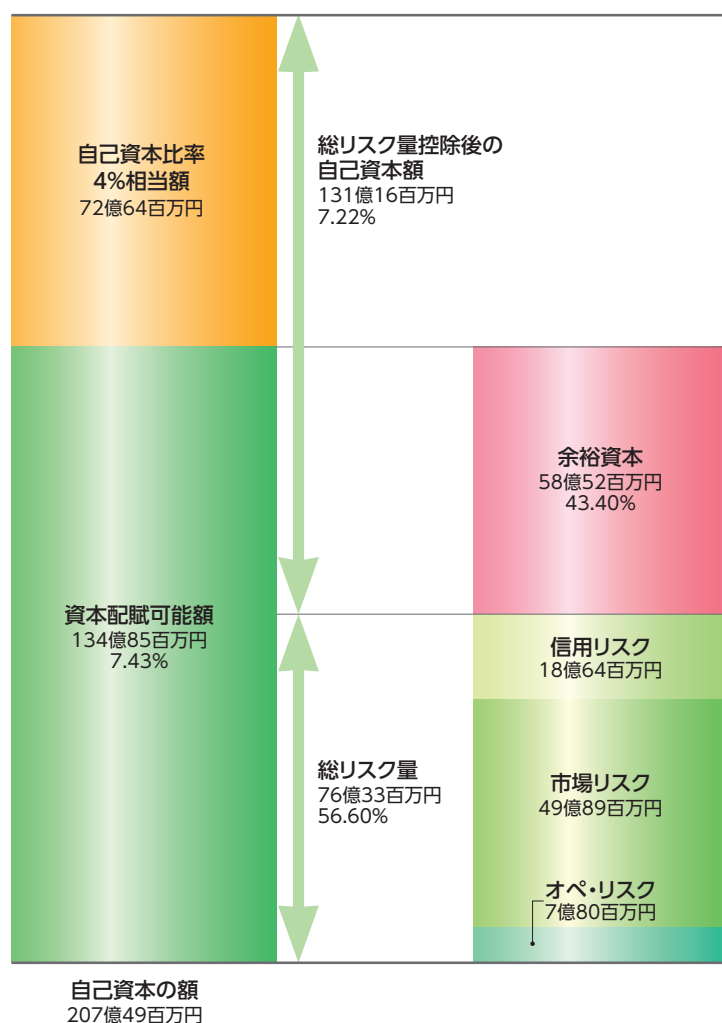 自己資本比率
4%相当額
72億64百万円
総リスク量控除後の
自己資本額
131億16百万円
7.22%
余裕資本
58億52百万円
43.40%
資本配賦可能額
134億85百万円
7.43%
信用リスク
18億64百万円
総リスク量
76億33百万円
56.60%
市場リスク
49億89百万円
オペ・リスク
7億80百万円
自己資本の額
207億49百万円